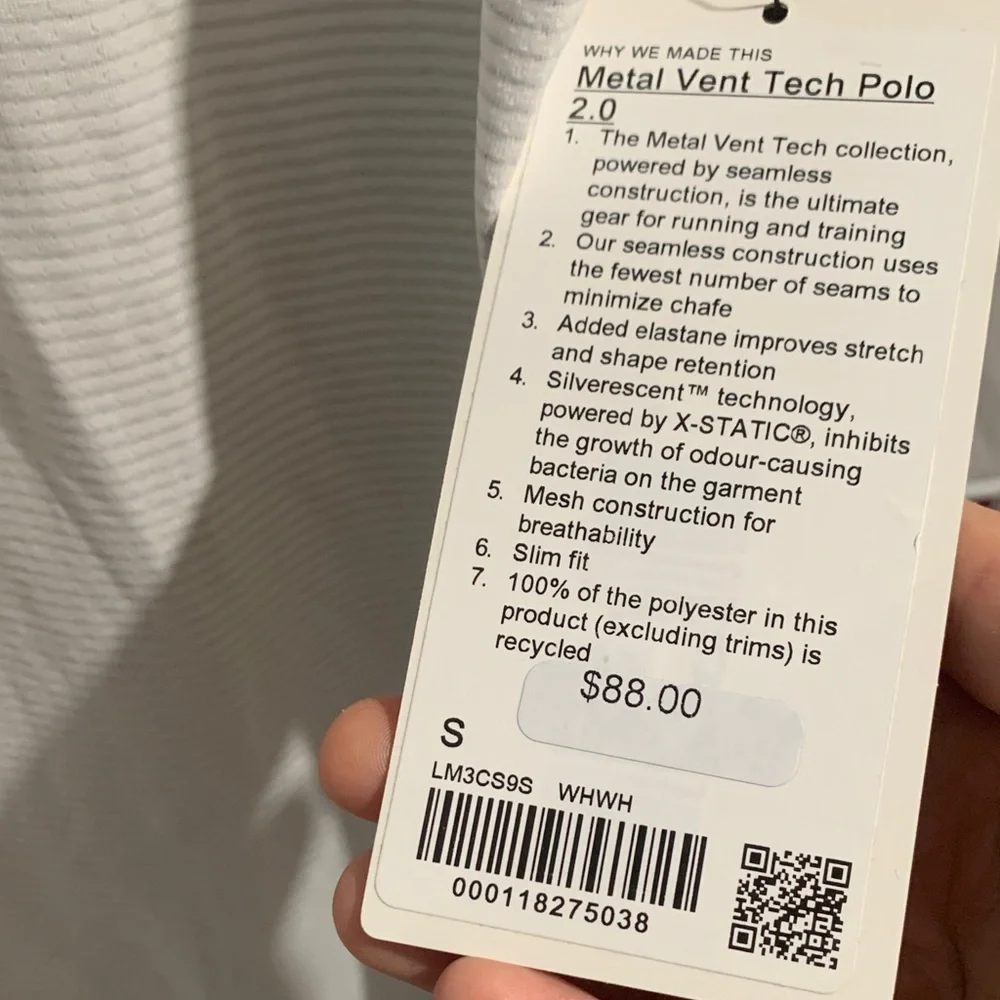 WHY WE MADE THIS
Metal Vent Tech Polo
2.0
1. The Metal Vent Tech collection,
powered by seamless
construction, is the ultimate
gear for running and training
2. Our seamless construction uses
the fewest number of seams to
minimize chafe
3. Added elastane improves stretch
and shape retention
4. Silverescent™ technology,
powered by X-STATIC®, inhibits
the growth of odour-causing
bacteria on the garment
5. Mesh construction for
breathability
6. Slim fit
7. 100% of the polyester in this
product (excluding trims) is
recycled
$88.00
S
LM3CS9S WHWH
000118275038